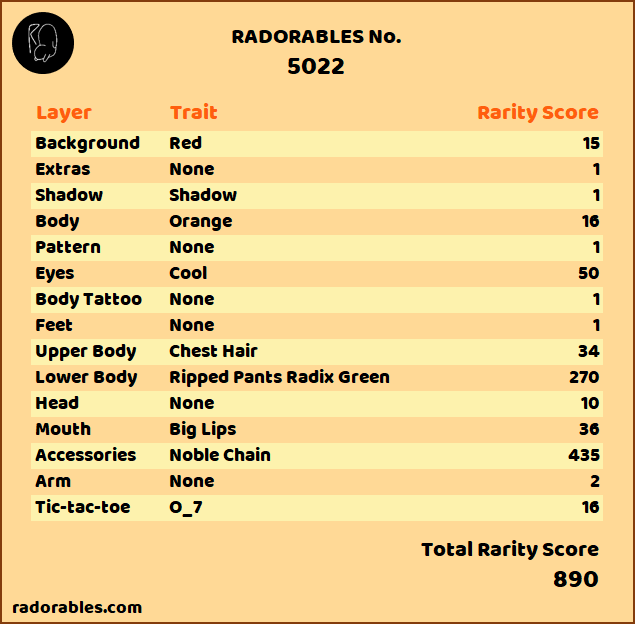 RADORABLES No.
5022
Layer Trait Rarity Score
Background Red 15
Extras None 1
Shadow Shadow 1
Body Orange 16
Pattern None 1
Eyes Cool 50
Body Tattoo None 1
Feet None 1
Upper Body Chest Hair 34
Lower Body Ripped Pants Radix Green 270
Head None 10
Mouth Big Lips 36
Accessories Noble Chain 435
Arm None 2
Tic-tac-toe O_7 16
Total Rarity Score
890
radorables.com